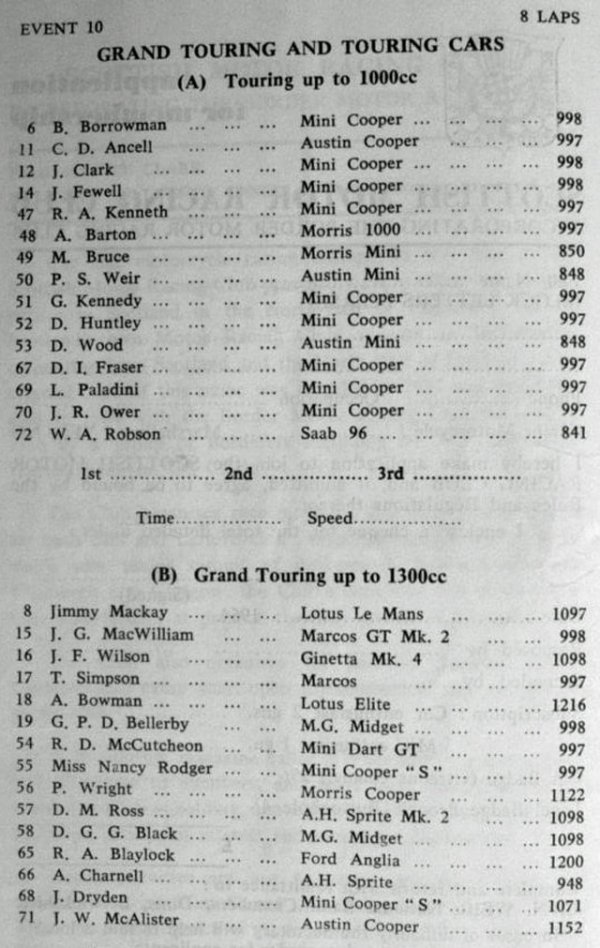 EVENT 10 8 LAPS
GRAND TOURING AND TOURING CARS
(A) Touring up to 1000cc
6 B. Borrowman ... ... ... Mini Cooper ... ... ... ... 998
11 C. D. Ancell ... ... ... Austin Cooper ... ... ... 997
12 J. Clark ... ... ... Mini Cooper ... ... ... ... 998
14 J. Fewell ... ... ... Mini Cooper ... ... ... ... 998
47 R. A. Kenneth ... ... ... Mini Cooper ... ... ... ... 997
48 A. Barton ... ... ... Morris 1000 ... ... ... ... 997
49 M. Bruce ... ... ... Morris Mini ... ... ... ... 850
50 P. S. Weir ... ... ... Austin Mini ... ... ... ... 848
51 G. Kennedy ... ... ... Mini Cooper ... ... ... ... 997
52 D. Huntley ... ... ... Mini Cooper ... ... ... ... 997
53 D. Wood ... ... ... Austin Mini ... ... ... ... 848
67 D. I. Fraser ... ... ... Mini Cooper ... ... ... ... 997
69 L. Paladini ... ... ... Mini Cooper ... ... ... ... 997
70 J. R. Ower ... ... ... Mini Cooper ... ... ... ... 997
72 W. A. Robson ... ... ... Saab 96 ... ... ... ... ... 841
1st .................. 2nd .................. 3rd ..................
Time.................. Speed..................
(B) Grand Touring up to 1300cc
8 Jimmy Mackay ... ... ... Lotus Le Mans ... ... ... 1097
15 J. G. MacWilliam ... ... Marcos GT Mk. 2 ... ... 998
16 J. F. Wilson ... ... ... Ginetta Mk. 4 ... ... ... 1098
17 T. Simpson ... ... ... Marcos ... ... ... ... 997
18 A. Bowman ... ... ... Lotus Elite ... ... ... ... 1216
19 G. P. D. Bellerby ... ... M.G. Midget ... ... ... ... 998
54 R. D. McCutcheon ... ... Mini Dart GT ... ... ... 997
55 Miss Nancy Rodger ... ... Mini Cooper "S" ... ... ... 997
56 P. Wright ... ... ... Morris Cooper ... ... ... 1122
57 D. M. Ross ... ... ... A.H. Sprite Mk. 2 ... ... 1098
58 D. G. G. Black ... ... ... M.G. Midget ... ... ... ... 1098
65 R. A. Blaylock ... ... ... Ford Anglia ... ... ... ... 1200
66 A. Charnell ... ... ... A.H. Sprite ... ... ... ... 948
68 J. Dryden ... ... ... Mini Cooper "S" ... ... ... 1071
71 J. W. McAlister ... ... ... Austin Cooper ... ... ... 1152